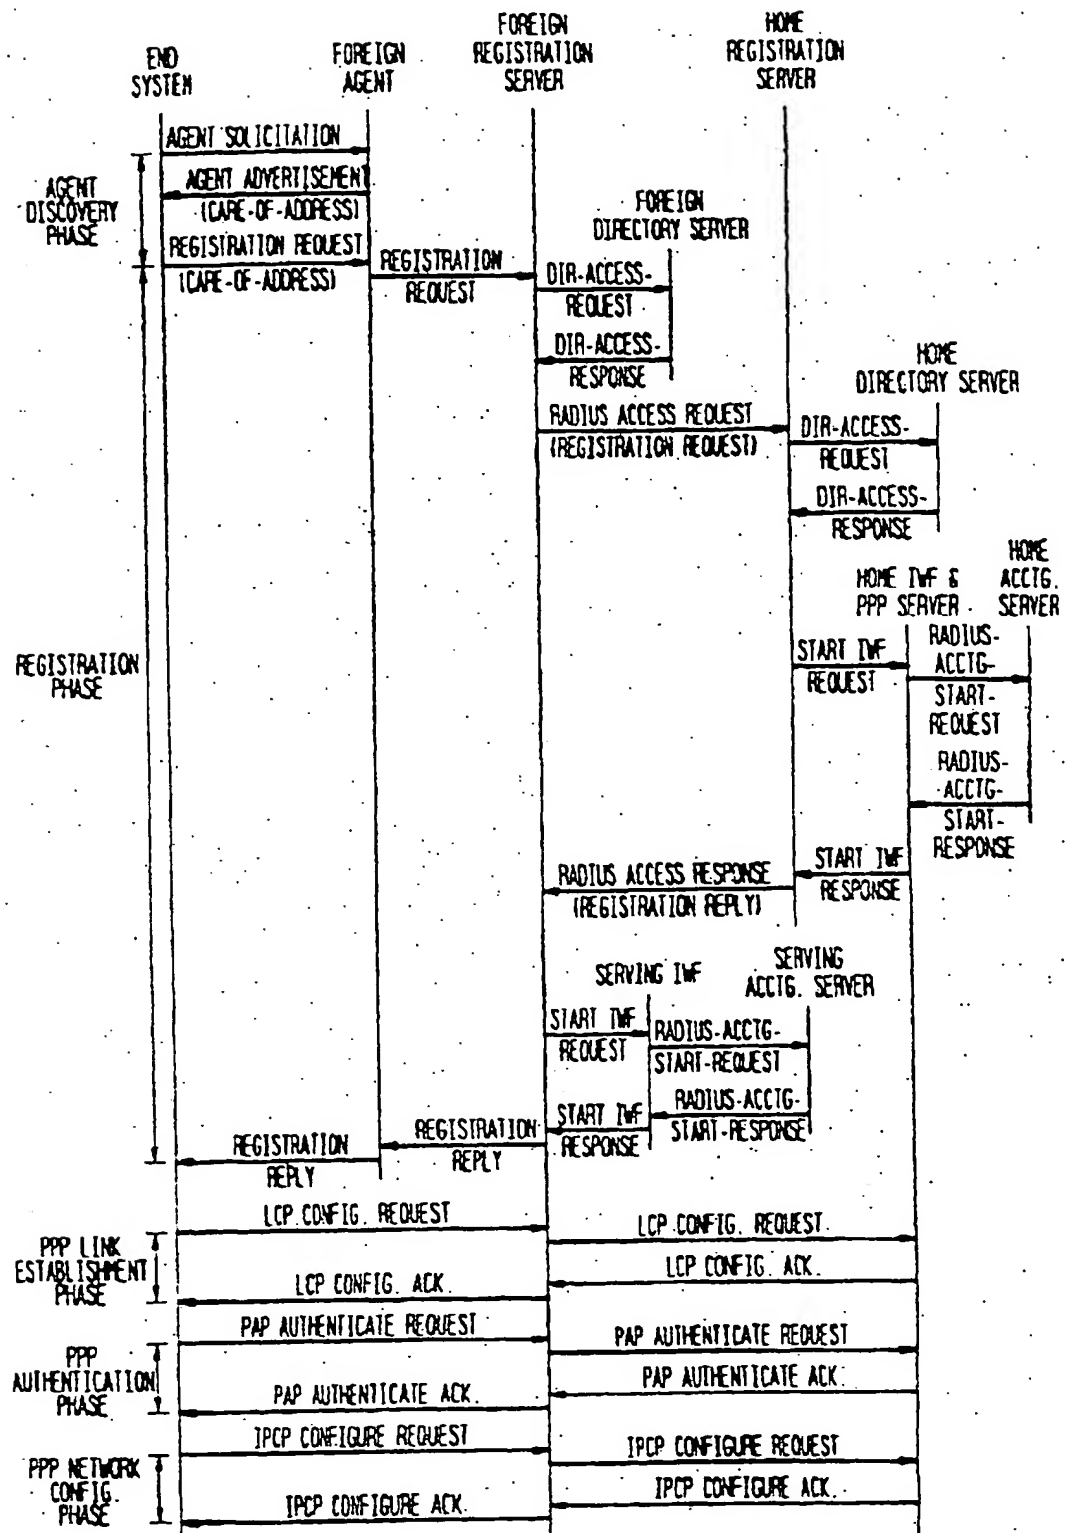 END
SYSTEM
FOREIGN
AGENT
FOREIGN
REGISTRATION
SERVER
HOME
REGISTRATION
SERVER
AGENT SOLICITATION
AGENT ADVERTISEMENT
(CARE-OF-ADDRESS)
AGENT
DISCOVERY
PHASE
REGISTRATION REQUEST
(CARE-OF-ADDRESS)
REGISTRATION
REQUEST
FOREIGN
DIRECTORY SERVER
DIR-ACCESS-
REQUEST
DIR-ACCESS-
RESPONSE
HOME
DIRECTORY SERVER
RADIUS ACCESS REQUEST
(REGISTRATION REQUEST)
DIR-ACCESS-
REQUEST
DIR-ACCESS-
RESPONSE
HOME IWF &
PPP SERVER
HOME
ACCTG.
SERVER
REGISTRATION
PHASE
START IWF
REQUEST
RADIUS-
ACCTG-
START-
REQUEST
RADIUS-
ACCTG-
START-
RESPONSE
START IWF
RESPONSE
RADIUS ACCESS RESPONSE
(REGISTRATION REPLY)
SERVING IWF
SERVING
ACCTG. SERVER
START IWF
REQUEST
RADIUS-ACCTG-
START-REQUEST
RADIUS-ACCTG-
START-RESPONSE
START IWF
RESPONSE
REGISTRATION
REPLY
REGISTRATION
REPLY
LCP CONFIG. REQUEST
LCP CONFIG. REQUEST
PPP LINK
ESTABLISHMENT
PHASE
LCP CONFIG. ACK.
LCP CONFIG. ACK.
PAP AUTHENTICATE REQUEST
PAP AUTHENTICATE REQUEST
PPP
AUTHENTICATION
PHASE
PAP AUTHENTICATE ACK.
PAP AUTHENTICATE ACK.
IPCP CONFIGURE REQUEST
IPCP CONFIGURE REQUEST
PPP NETWORK
CONFIG.
PHASE
IPCP CONFIGURE ACK.
IPCP CONFIGURE ACK.